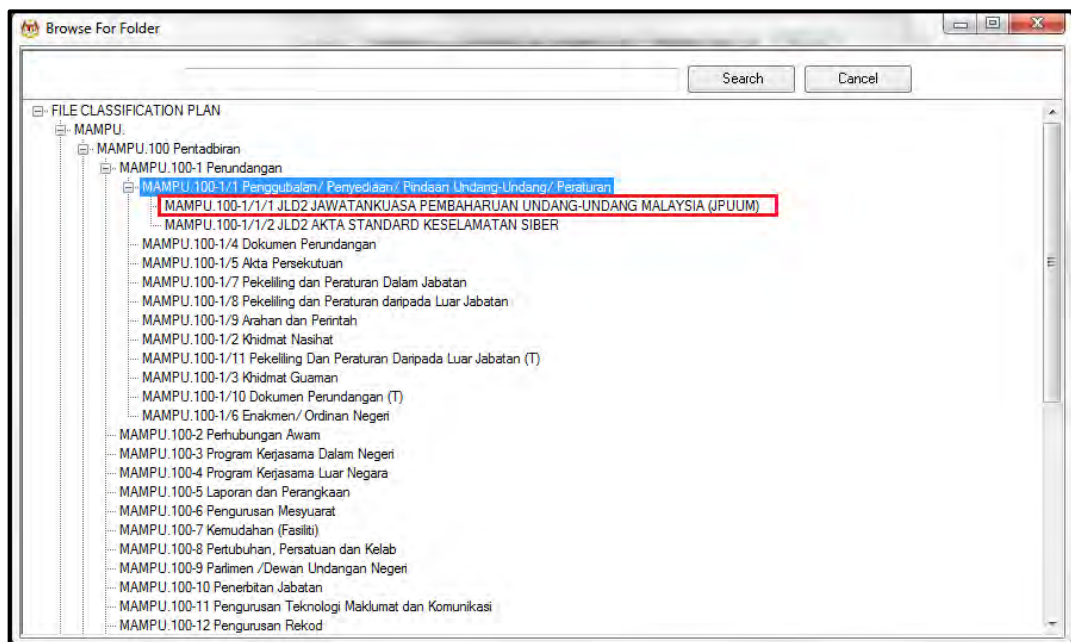 Browse For Folder
Search Cancel
FILE CLASSIFICATION PLAN
MAMPU.
MAMPU.100 Pentadbiran
MAMPU.100-1 Perundangan
MAMPU.100-1/1 Penggubalan/ Penyediaan/ Pindaan Undang-Undang/ Peraturan
MAMPU.100-1/1/1 JLD2 JAWATANKUASA PEMBAHARUAN UNDANG-UNDANG MALAYSIA (JPUUM)
MAMPU.100-1/1/2 JLD2 AKTA STANDARD KESELAMATAN SIBER
MAMPU.100-1/4 Dokumen Perundangan
MAMPU.100-1/5 Akta Persekutuan
MAMPU.100-1/7 Pekeliling dan Peraturan Dalam Jabatan
MAMPU.100-1/8 Pekeliling dan Peraturan daripada Luar Jabatan
MAMPU.100-1/9 Arahan dan Perintah
MAMPU.100-1/2 Khidmat Nasihat
MAMPU.100-1/11 Pekeliling Dan Peraturan Daripada Luar Jabatan (T)
MAMPU.100-1/3 Khidmat Guaman
MAMPU.100-1/10 Dokumen Perundangan (T)
MAMPU.100-1/6 Enakmen/ Ordinan Negeri
MAMPU.100-2 Perhubungan Awam
MAMPU.100-3 Program Kerjasama Dalam Negeri
MAMPU.100-4 Program Kerjasama Luar Negara
MAMPU.100-5 Laporan dan Perangkaan
MAMPU.100-6 Pengurusan Mesyuarat
MAMPU.100-7 Kemudahan (Fasiliti)
MAMPU.100-8 Pertubuhan, Persatuan dan Kelab
MAMPU.100-9 Parlimen /Dewan Undangan Negeri
MAMPU.100-10 Penerbitan Jabatan
MAMPU.100-11 Pengurusan Teknologi Maklumat dan Komunikasi
MAMPU.100-12 Pengurusan Rekod